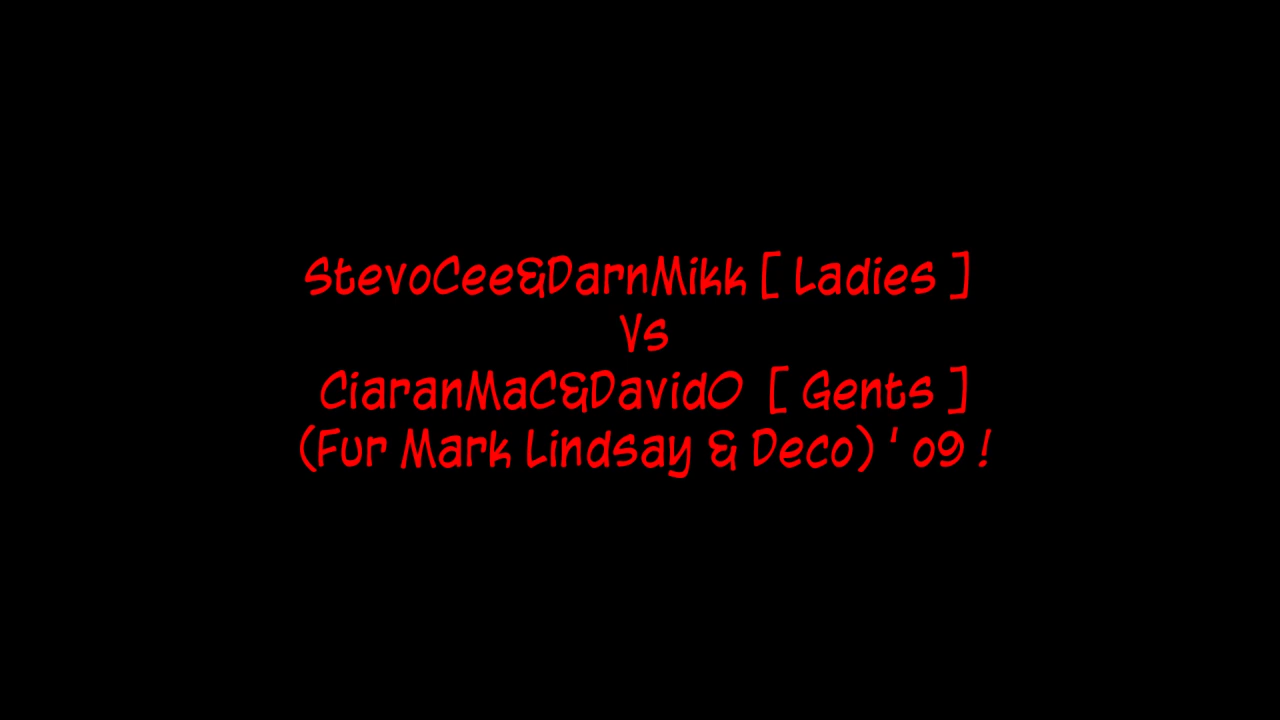 StevoCee&DarnMikk [ Ladies ]
Vs
CiaranMaC&DavidO [ Gents ]
(Fur Mark Lindsay & Deco) ' 09 !